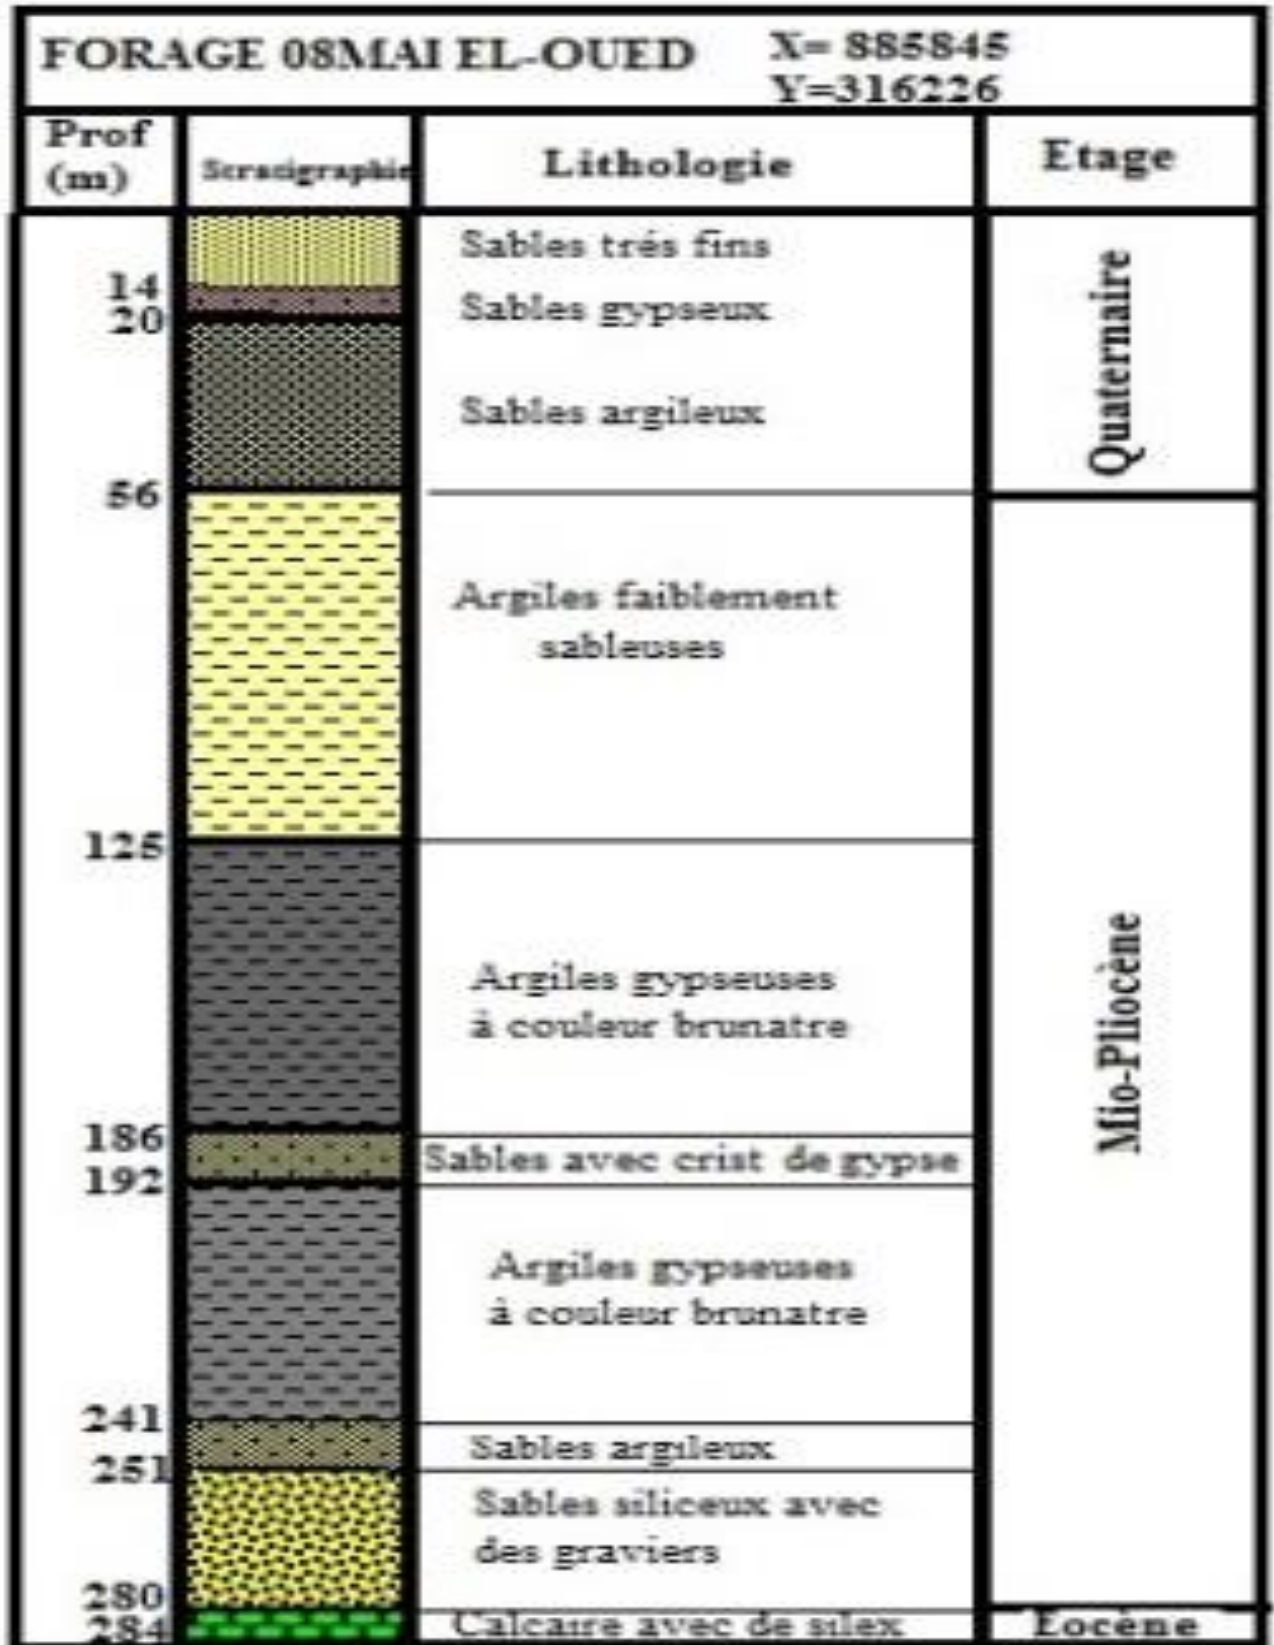 FORAGE 08MAI EL-OUED
X= 885845
Y=316226
Prof
(m)
Scracigraphie
Lithologie
Etage
Sables trés fins
14
Sables gypseux
20
Sables argileux
Quaternaire
56
Argiles faiblement
sableuses
125
Argiles gypseuses
à couleur brunatre
Mio-Pliocène
186
Sables avec crist de gypse
192
Argiles gypseuses
à couleur brunatre
241
Sables argileux
251
Sables siliceux avec
des graviers
280
284
Calcaire avec de silex
Eocène